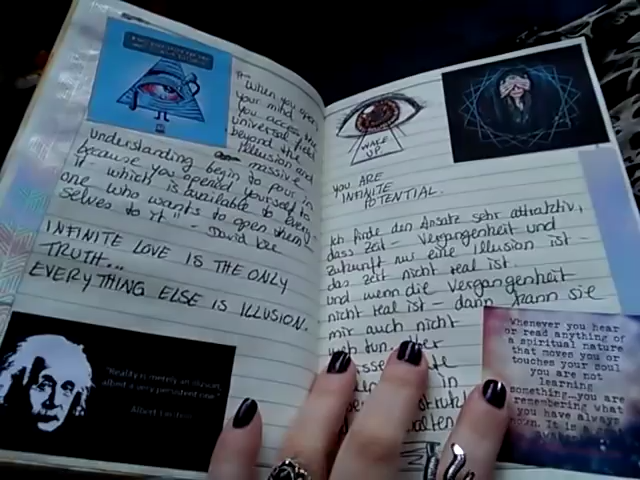 "When you open
your mind
you access the
universal field
beyond the
illusion and
massive
understanding begin to pour in
because you opened yourself to
it which is available to every-
one who wants to open them-
selves to it" - David Icke
INFINITE LOVE IS THE ONLY
TRUTH...
EVERYTHING ELSE IS ILLUSION.
"Reality is merely an illusion,
albeit a very persistent one."
Albert Einstein
WAKE
UP.
YOU ARE
INFINITE
POTENTIAL.
Ich finde den Ansatz sehr attraktiv,
dass Zeit - Vergangenheit und
Zukunft nur eine Illusion ist -
das Zeit nicht real ist.
Und wenn die Vergangenheit
nicht real ist - dann kann sie
mir auch nicht
weh tun.
in
Whenever you hear
or read anything of
a spiritual nature
that moves you or
touches your soul
you are not
learning
something...you are
remembering what
you have always
known. It is a